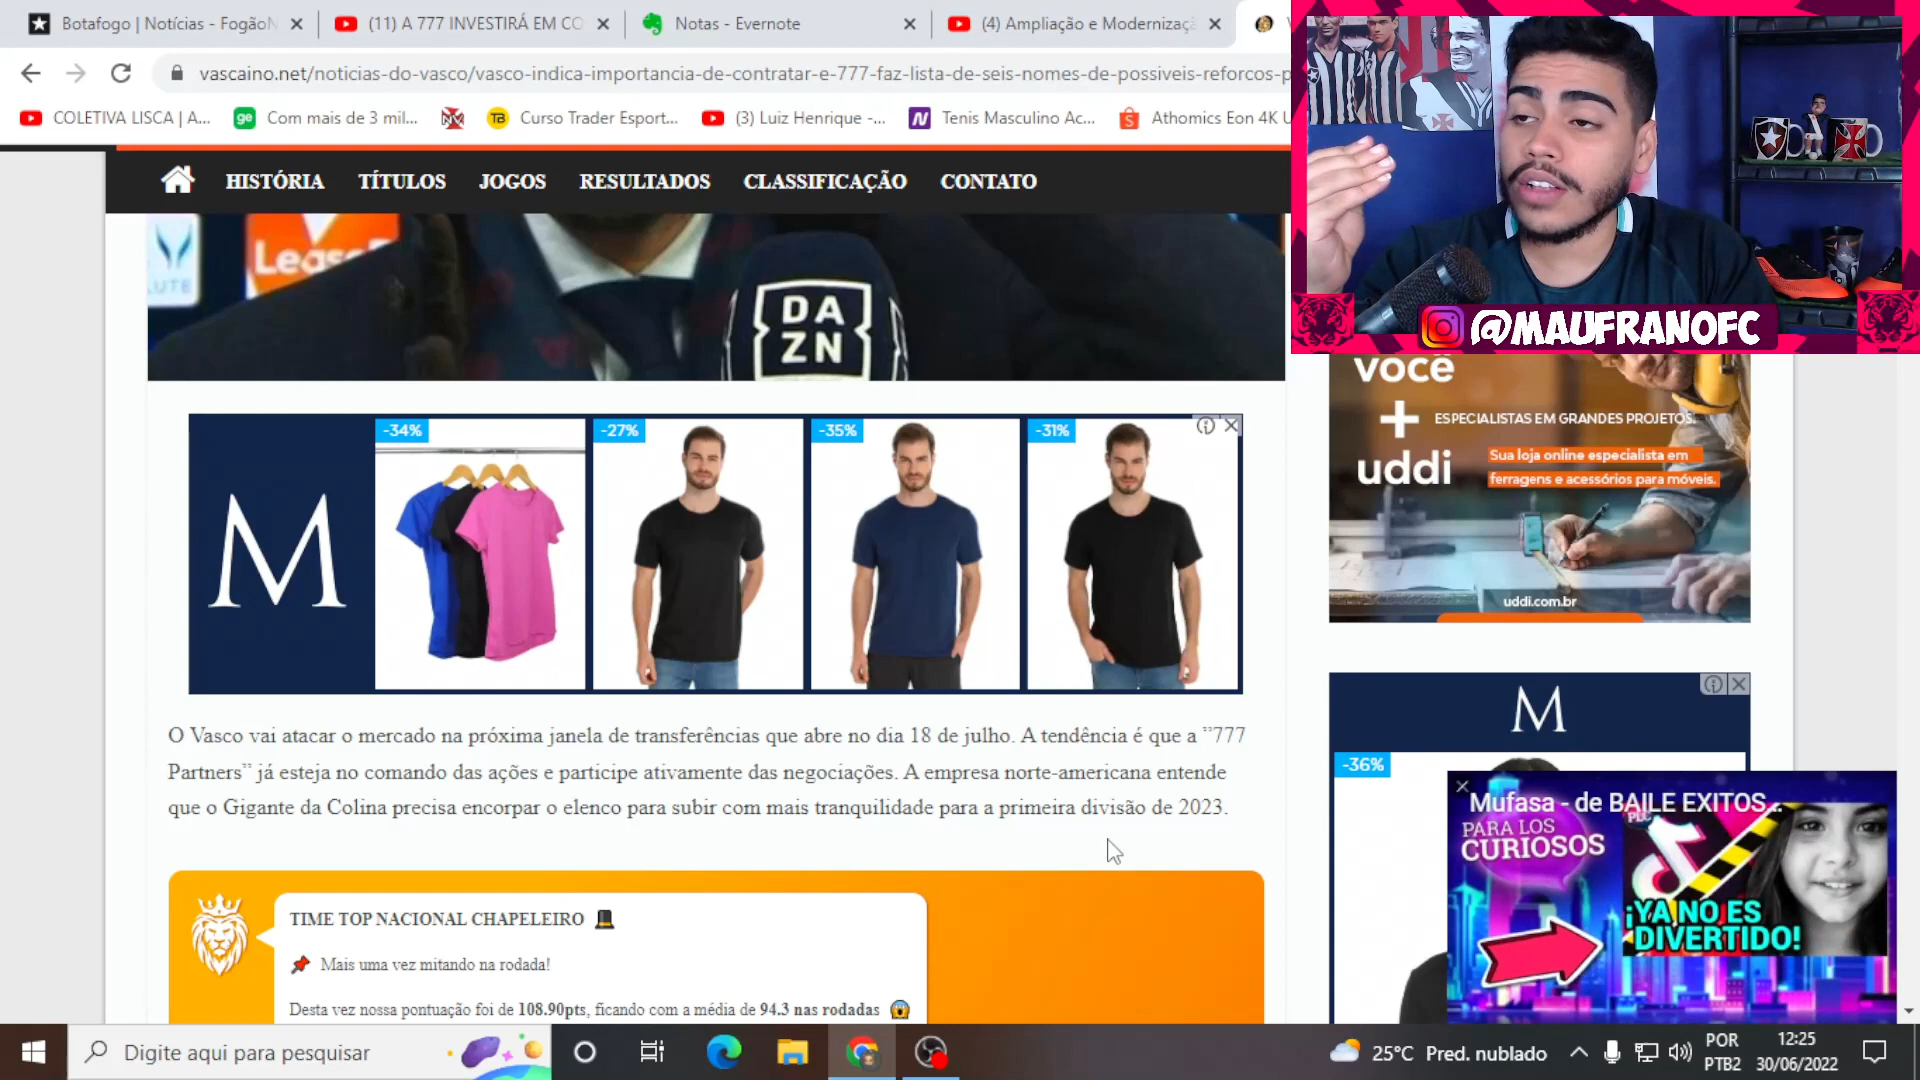 Botafogo | Notícias - FogãoN
(11) A 777 INVESTIRÁ EM CO
Notas - Evernote
(4) Ampliação e Modernizaçã
vascaino.net/noticias-do-vasco/vasco-indica-importancia-de-contratar-e-777-faz-lista-de-seis-nomes-de-possiveis-reforcos-p
COLETIVA LISCA | A...
ge Com mais de 3 mil...
TB Curso Trader Esport...
(3) Luiz Henrique -...
N Tenis Masculino Ac...
Athomics Eon 4K U
HISTÓRIA TÍTULOS JOGOS RESULTADOS CLASSIFICAÇÃO CONTATO
DA
ZN
@MAUFRANOFC
você
+ ESPECIALISTAS EM GRANDES PROJETOS.
uddi
Sua loja online especialista em
ferragens e acessórios para móveis.
uddi.com.br
M
-34%
-27%
-35%
-31%
M
-36%
O Vasco vai atacar o mercado na próxima janela de transferências que abre no dia 18 de julho. A tendência é que a ”777
Partners” já esteja no comando das ações e participe ativamente das negociações. A empresa norte-americana entende
que o Gigante da Colina precisa encorpar o elenco para subir com mais tranquilidade para a primeira divisão de 2023.
Mufasa - de BAILE EXITOS...
PARA LOS
CURIOSOS
¡YA NO ES
DIVERTIDO!
TIME TOP NACIONAL CHAPELEIRO 🎩
📌 Mais uma vez mitando na rodada!
Desta vez nossa pontuação foi de 108.90pts, ficando com a média de 94.3 nas rodadas 😱
Digite aqui para pesquisar
25°C Pred. nublado
POR
PTB2
12:25
30/06/2022